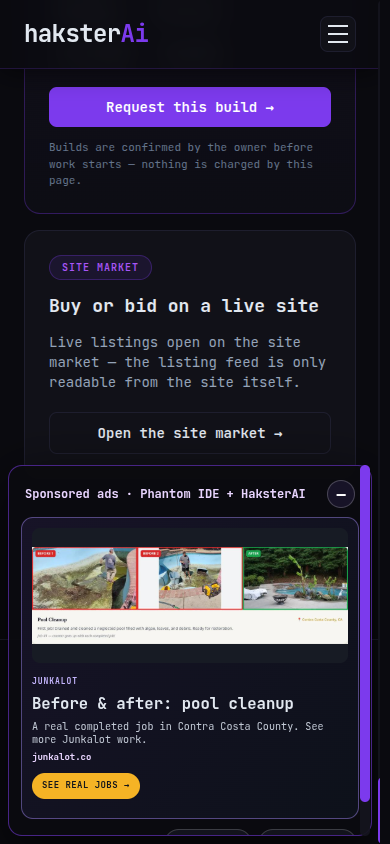 haksterAi
Request this build →
Builds are confirmed by the owner before
work starts — nothing is charged by this
page.
SITE MARKET
Buy or bid on a live site
Live listings open on the site
market — the listing feed is only
readable from the site itself.
Open the site market →
Sponsored ads · Phantom IDE + HaksterAI
BEFORE 1
BEFORE 2
AFTER
Pool Cleanup
JUNKALOT
Before & after: pool cleanup
A real completed job in Contra Costa County. See
more Junkalot work.
junkalot.co
SEE REAL JOBS →